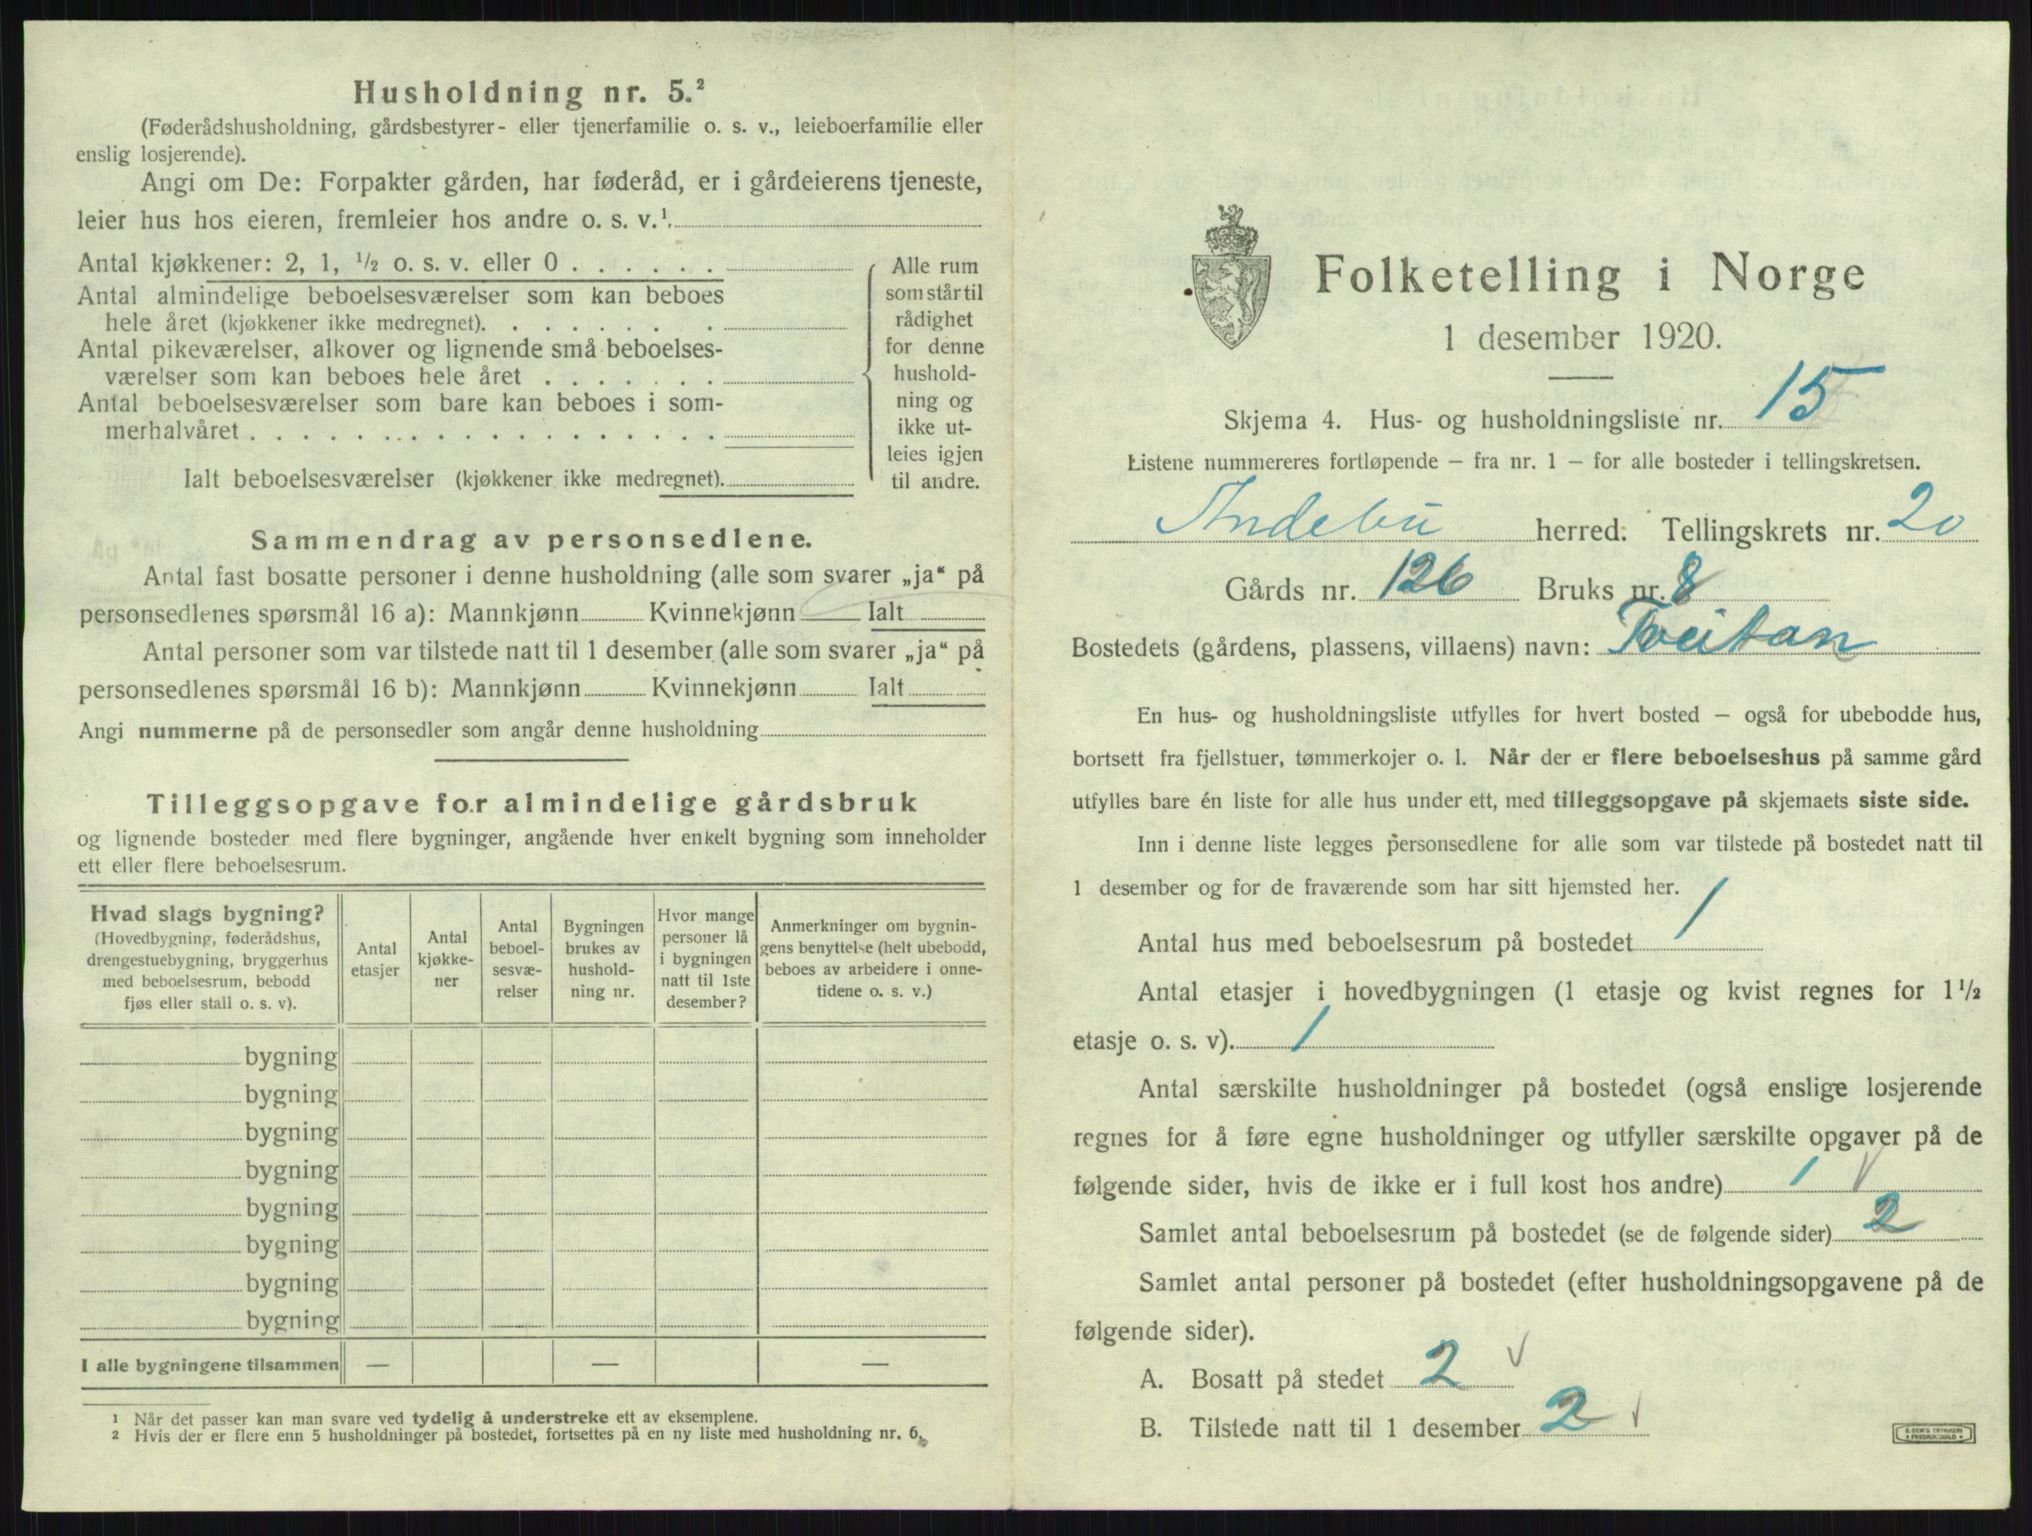 Husholdning nr. 5.²
(Føderådshusholdning, gårdsbestyrer- eller tjenerfamilie o. s. v., leieboerfamilie eller
enslig losjerende).
Angi om De: Forpakter gården, har føderåd, er i gårdeierens tjeneste,
leier hus hos eieren, fremleier hos andre o. s. v.¹.
Antal kjøkkener: 2, 1, ½ o. s. v. eller 0 . . . . . .
Antal almindelige beboelsesværelser som kan beboes
hele året (kjøkkener ikke medregnet). . . . . . . .
Antal pikeværelser, alkover og lignende små beboelses-
værelser som kan beboes hele året . . . . . . .
Antal beboelsesværelser som bare kan beboes i som-
merhalvåret . . . . . . . . . . . . . . . . . .
Ialt beboelsesværelser (kjøkkener ikke medregnet).
Alle rum
som står til
rådighet
for denne
hushold-
ning og
ikke ut-
leies igjen
til andre.
Sammendrag av personsedlene.
Antal fast bosatte personer i denne husholdning (alle som svarer „ja“ på
personsedlenes spørsmål 16 a): Mannkjønn Kvinnekjønn Ialt
Antal personer som var tilstede natt til 1 desember (alle som svarer „ja“ på
personsedlenes spørsmål 16 b): Mannkjønn Kvinnekjønn Ialt
Angi nummerne på de personsedler som angår denne husholdning
Tilleggsopgave for almindelige gårdsbruk
og lignende bosteder med flere bygninger, angående hver enkelt bygning som inneholder
ett eller flere beboelsesrum.
Hvad slags bygning?
(Hovedbygning, føderådshus,
drengestuebygning, bryggerhus
med beboelsesrum, bebodd
fjøs eller stall o. s. v).
Antal
etasjer
Antal
kjøkke-
ner
Antal
beboel-
sesvæ-
relser
Bygningen
brukes av
hushold-
ning nr.
Hvor mange
personer lå
i bygningen
natt til 1ste
desember?
Anmerkninger om bygnin-
gens benyttelse (helt ubebodd,
beboes av arbeidere i onne-
tidene o. s. v.)
bygning
bygning
bygning
bygning
bygning
bygning
bygning
bygning
I alle bygningene tilsammen — — —
¹ Når det passer kan man svare ved tydelig å understreke ett av eksemplene.
² Hvis der er flere enn 5 husholdninger på bostedet, fortsettes på en ny liste med husholdning nr. 6.
Folketelling i Norge
1 desember 1920.
Skjema 4. Hus- og husholdningsliste nr. 15
Listene nummereres fortløpende – fra nr. 1 – for alle bosteder i tellingskretsen.
Andebu herred: Tellingskrets nr. 20
Gårds nr. 126 Bruks nr. 8
Bostedets (gårdens, plassens, villaens) navn: Tveitan
En hus- og husholdningsliste utfylles for hvert bosted – også for ubebodde hus,
bortsett fra fjellstuer, tømmerkojer o. l. Når der er flere beboelseshus på samme gård
utfylles bare én liste for alle hus under ett, med tilleggsopgave på skjemaets siste side.
Inn i denne liste legges personsedlene for alle som var tilstede på bostedet natt til
1 desember og for de fraværende som har sitt hjemsted her.
Antal hus med beboelsesrum på bostedet 1
Antal etasjer i hovedbygningen (1 etasje og kvist regnes for 1½
etasje o. s. v). 1
Antal særskilte husholdninger på bostedet (også enslige losjerende
regnes for å føre egne husholdninger og utfyller særskilte opgaver på de
følgende sider, hvis de ikke er i full kost hos andre) 1 √
Samlet antal beboelsesrum på bostedet (se de følgende sider) 2
Samlet antal personer på bostedet (efter husholdningsopgavene på de
følgende sider).
A. Bosatt på stedet 2 √
B. Tilstede natt til 1 desember 2 √